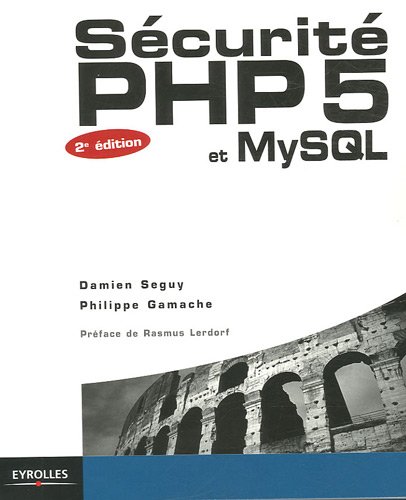 Sécurité
PHP 5
2e édition
et MySQL
Damien Seguy
Philippe Gamache
Préface de Rasmus Lerdorf
EYROLLES